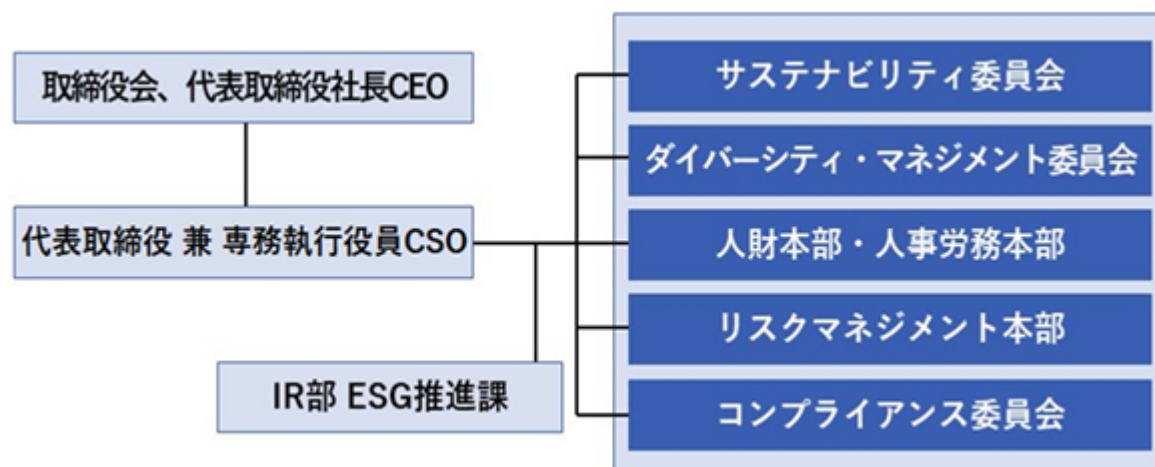 取締役会、代表取締役社長CEO
代表取締役 兼 専務執行役員CSO
IR部 ESG推進課
サステナビリティ委員会
ダイバーシティ・マネジメント委員会
人財本部・人事労務本部
リスクマネジメント本部
コンプライアンス委員会